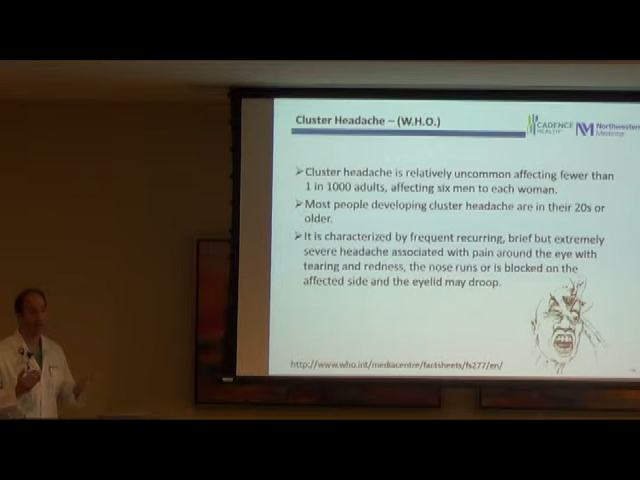 Cluster Headache – (W.H.O.)
CADENCE HEALTH
Northwestern Medicine
➢Cluster headache is relatively uncommon affecting fewer than
1 in 1000 adults, affecting six men to each woman.
➢Most people developing cluster headache are in their 20s or
older.
➢It is characterized by frequent recurring, brief but extremely
severe headache associated with pain around the eye with
tearing and redness, the nose runs or is blocked on the
affected side and the eyelid may droop.
http://www.who.int/mediacentre/factsheets/fs277/en/